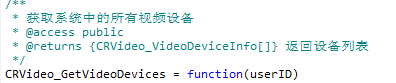 /**
* 获取系统中的所有视频设备
* @access public
* @returns {CRVideo_VideoDeviceInfo[]} 返回设备列表
*/
CRVideo_GetVideoDevices = function(userID)